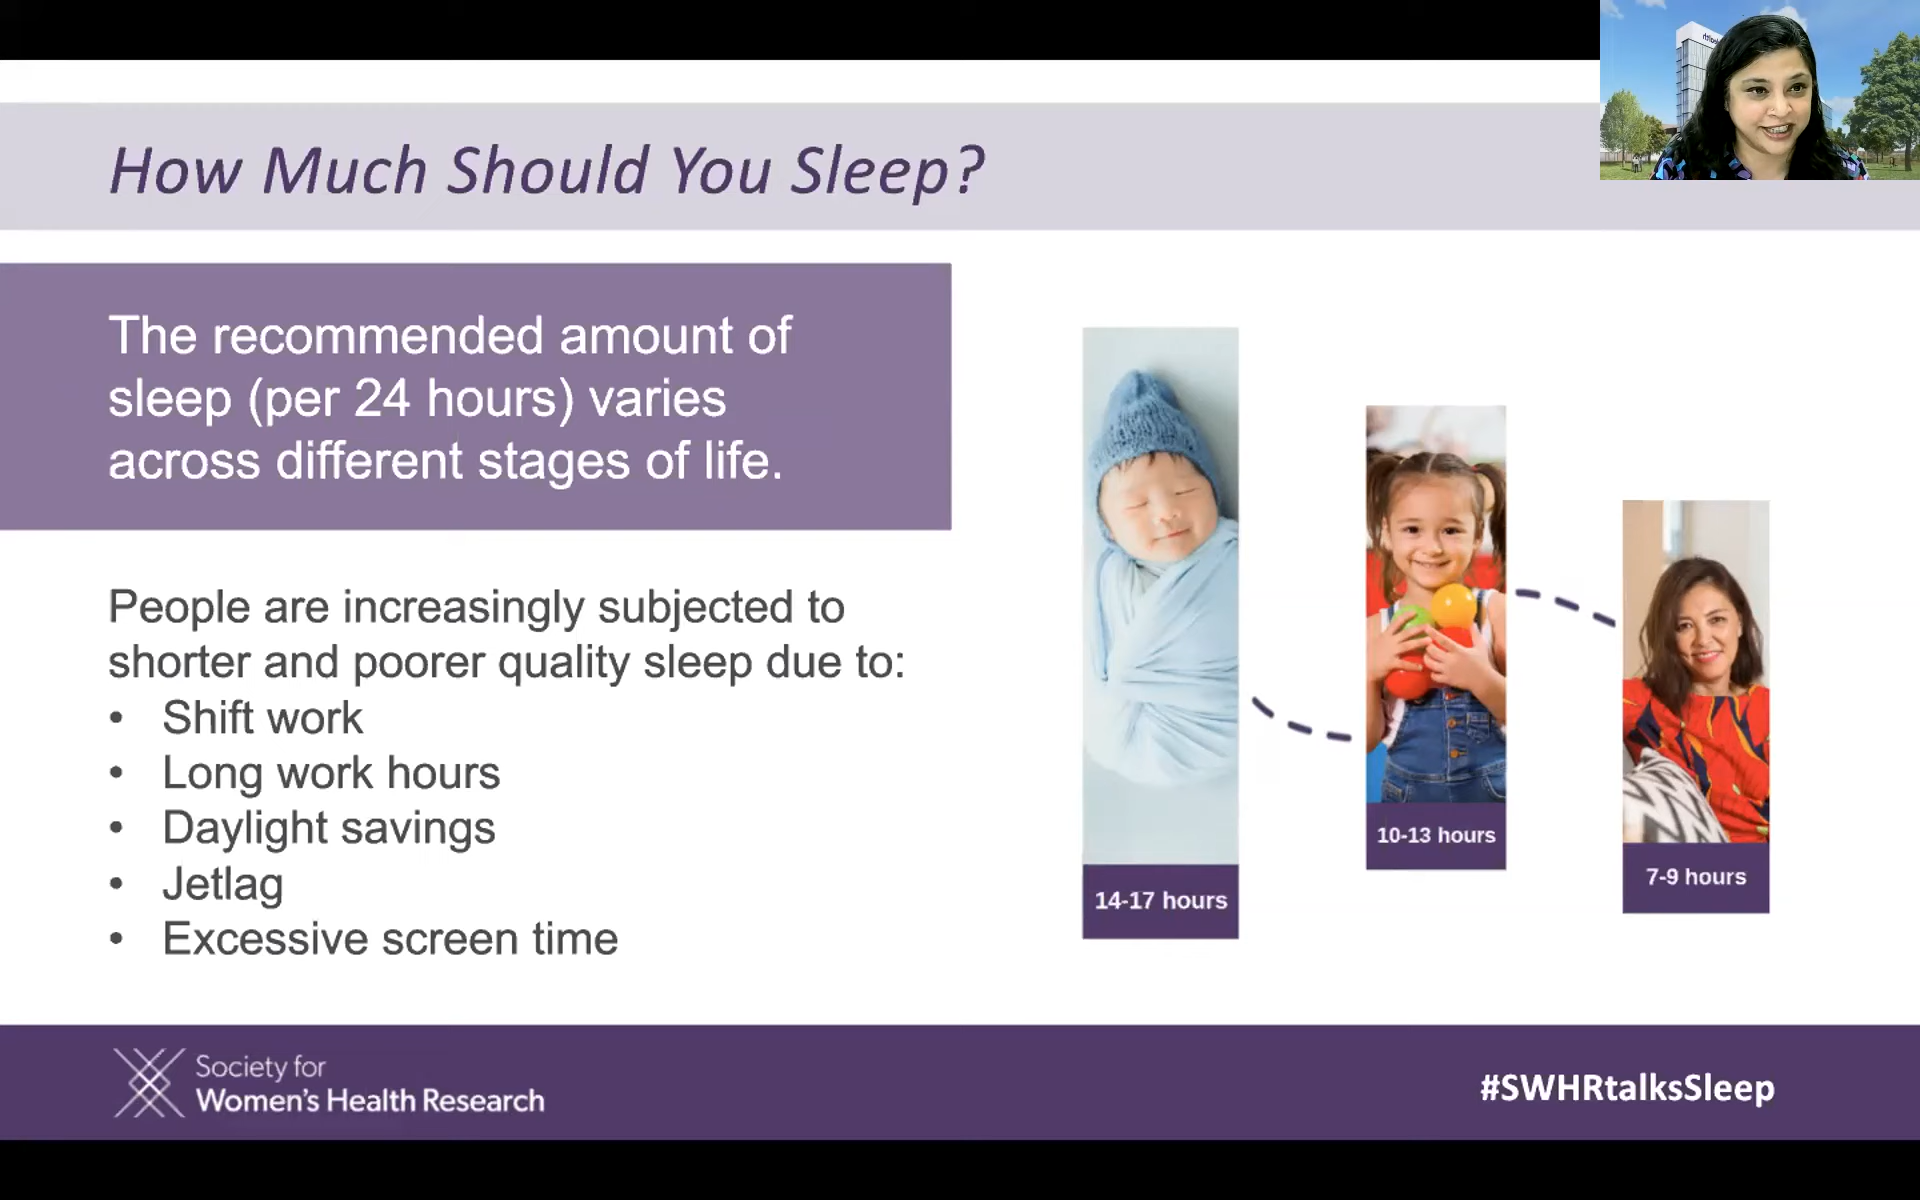 How Much Should You Sleep?
The recommended amount of
sleep (per 24 hours) varies
across different stages of life.
People are increasingly subjected to
shorter and poorer quality sleep due to:
• Shift work
• Long work hours
• Daylight savings
• Jetlag
• Excessive screen time
14-17 hours
10-13 hours
7-9 hours
Society for
Women's Health Research
#SWHRtalksSleep